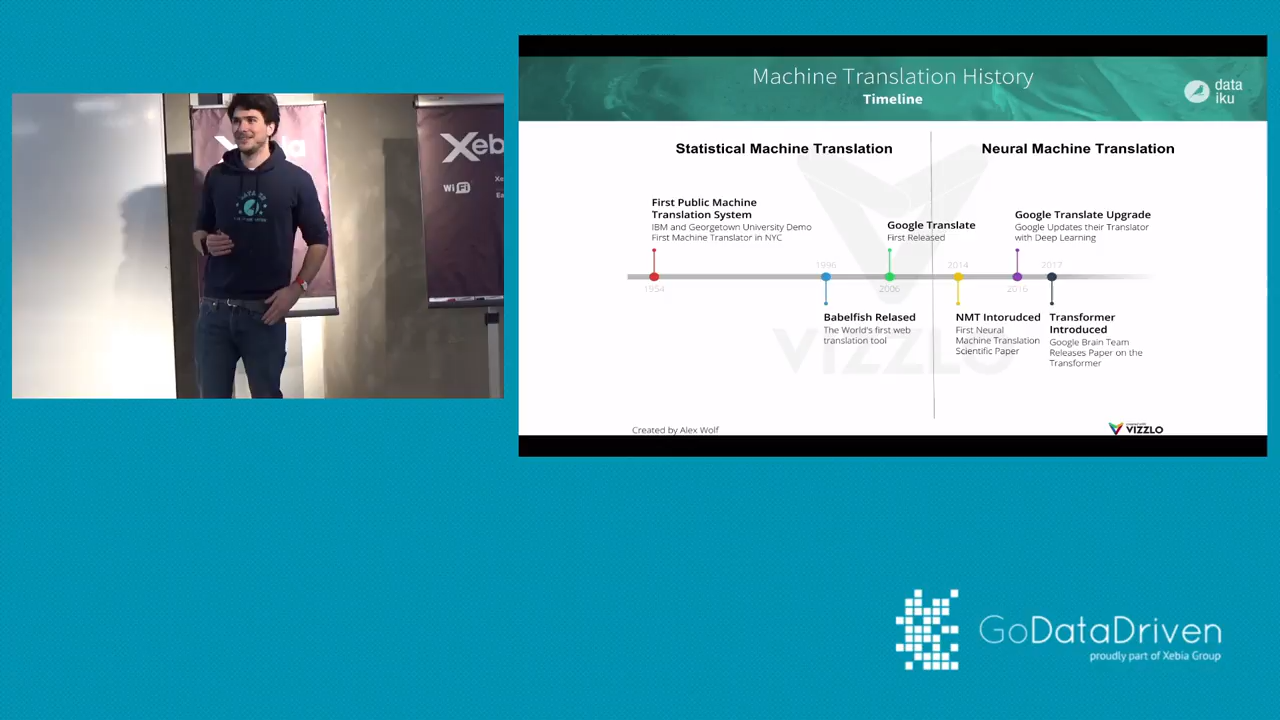 Machine Translation History
Timeline
data
iku
Statistical Machine Translation
Neural Machine Translation
First Public Machine
Translation System
IBM and Georgetown University Demo
First Machine Translator in NYC
Google Translate
First Released
Google Translate Upgrade
Google Updates their Translator
with Deep Learning
1996
2014
2017
1954
2006
2016
Babelfish Relased
The World's first web
translation tool
NMT Intorudced
First Neural
Machine Translation
Scientific Paper
Transformer
Introduced
Google Brain Team
Releases Paper on the
Transformer
VIZZLO
Created by Alex Wolf
VIZZLO
Xeb
WiFi
GoDataDriven
proudly part of Xebia Group